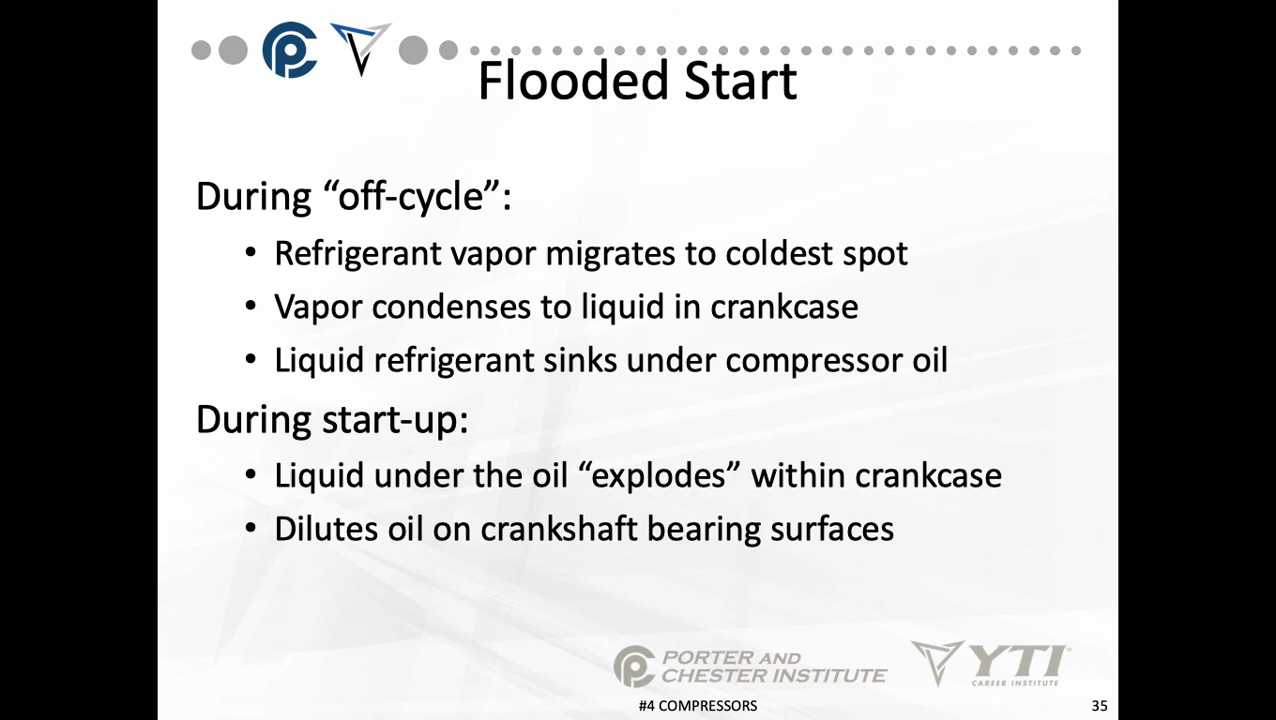 Flooded Start
During “off-cycle”:
• Refrigerant vapor migrates to coldest spot
• Vapor condenses to liquid in crankcase
• Liquid refrigerant sinks under compressor oil
During start-up:
• Liquid under the oil “explodes” within crankcase
• Dilutes oil on crankshaft bearing surfaces
PORTER AND
CHESTER INSTITUTE
YTI
CAREER INSTITUTE
#4 COMPRESSORS
35